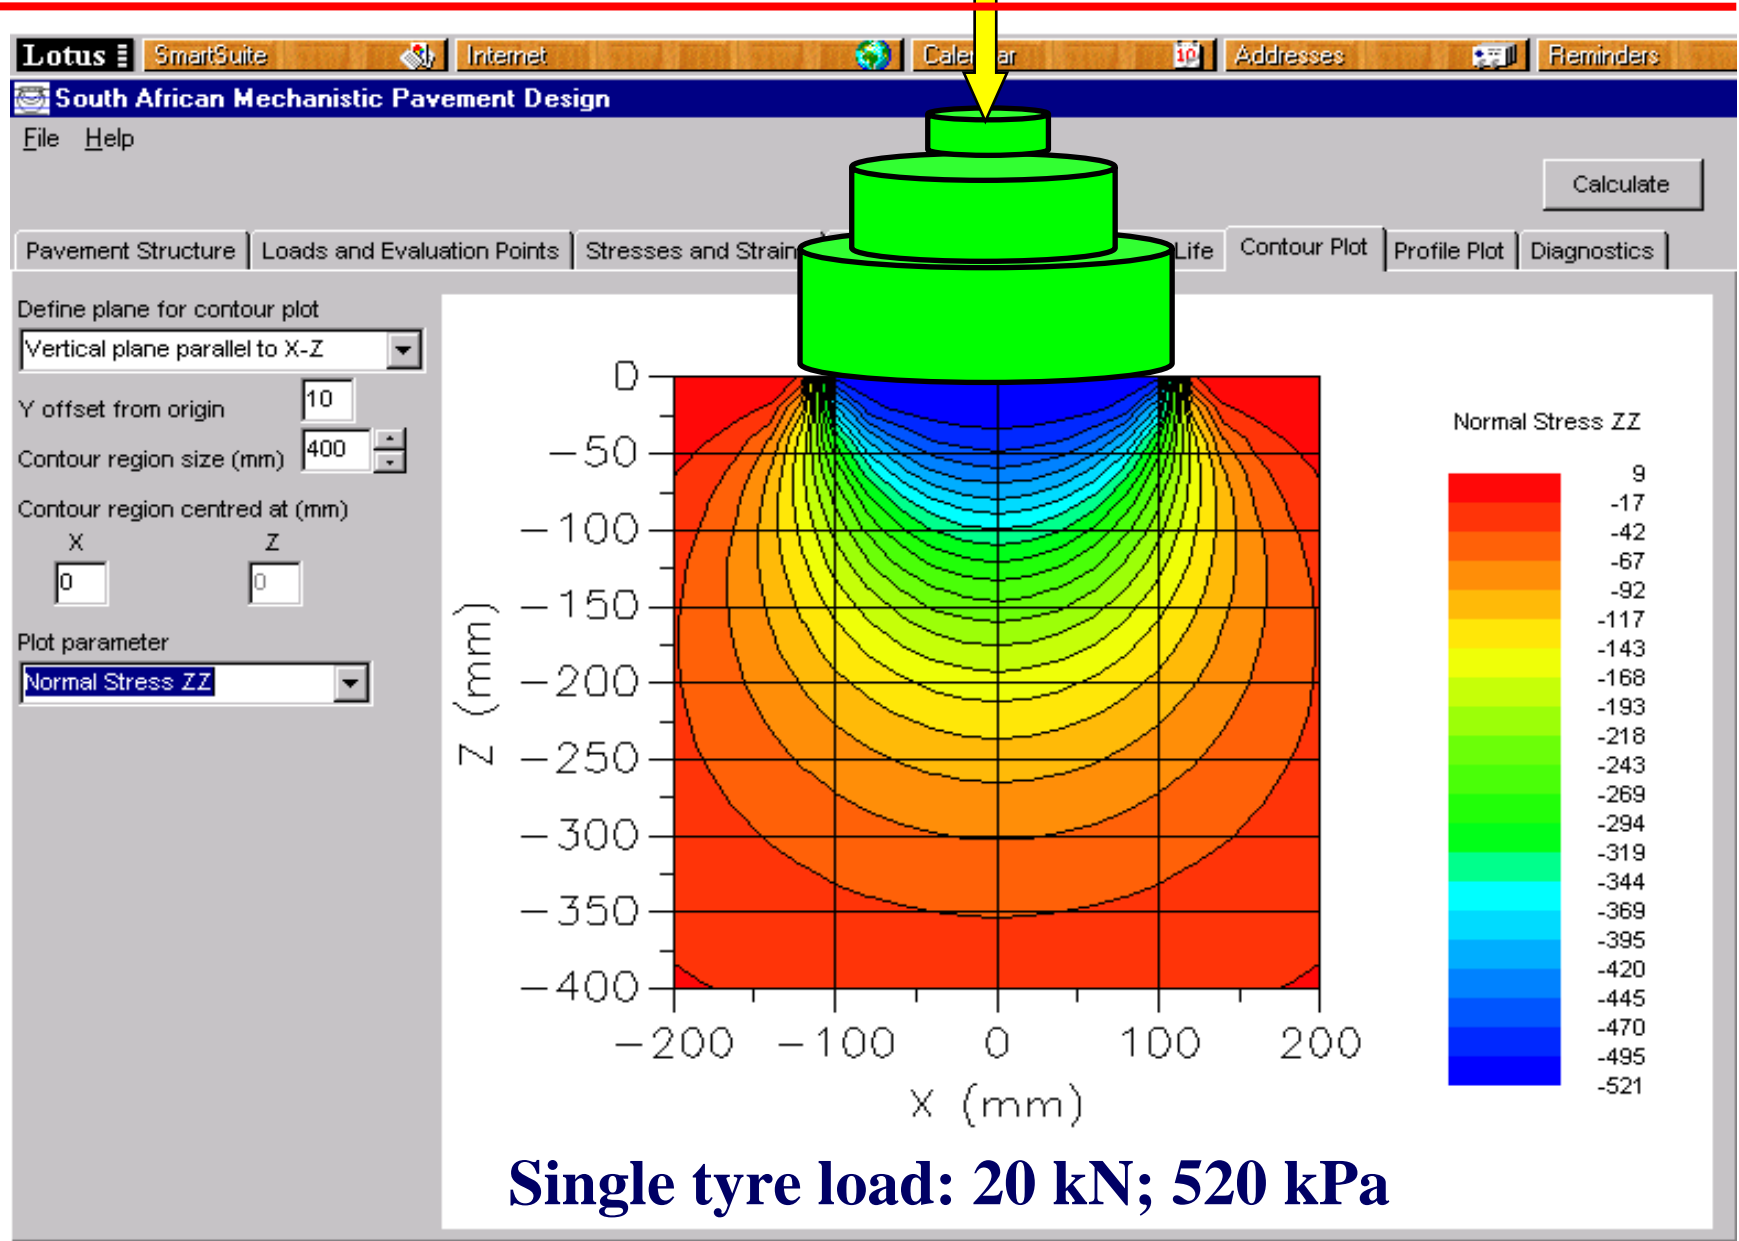 Lotus SmartSuite Internet Calendar 10 Addresses Reminders
South African Mechanistic Pavement Design
File Help
Calculate
Pavement Structure Loads and Evaluation Points Stresses and Strain Life Contour Plot Profile Plot Diagnostics
Define plane for contour plot
Vertical plane parallel to X-Z
Y offset from origin 10
Contour region size (mm) 400
Contour region centred at (mm)
X Z
0 0
Plot parameter
Normal Stress ZZ
Z (mm)
0
-50
-100
-150
-200
-250
-300
-350
-400
-200 -100 0 100 200
X (mm)
Normal Stress ZZ
9
-17
-42
-67
-92
-117
-143
-168
-193
-218
-243
-269
-294
-319
-344
-369
-395
-420
-445
-470
-495
-521
Single tyre load: 20 kN; 520 kPa